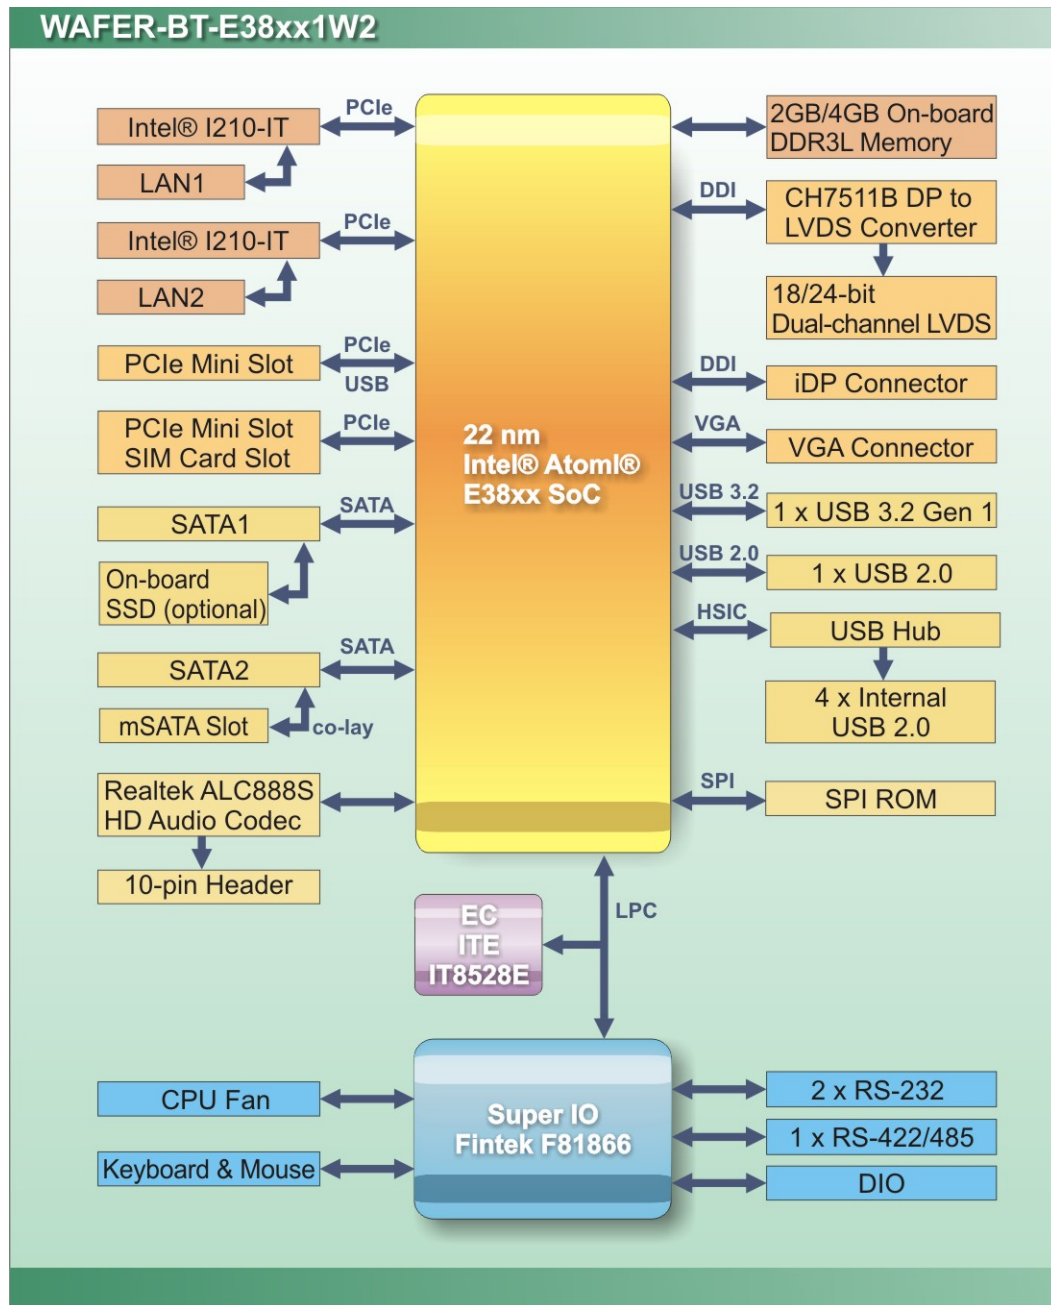 WAFER-BT-E38xx1W2
Intel® I210-IT
PCIe
LAN1
Intel® I210-IT
PCIe
LAN2
PCIe Mini Slot
PCIe
USB
PCIe Mini Slot
SIM Card Slot
PCIe
SATA1
SATA
On-board
SSD (optional)
SATA2
SATA
mSATA Slot
co-lay
Realtek ALC888S
HD Audio Codec
10-pin Header
22 nm
Intel® Atoml®
E38xx SoC
2GB/4GB On-board
DDR3L Memory
DDI
CH7511B DP to
LVDS Converter
18/24-bit
Dual-channel LVDS
DDI
iDP Connector
VGA
VGA Connector
USB 3.2
1 x USB 3.2 Gen 1
USB 2.0
1 x USB 2.0
HSIC
USB Hub
4 x Internal
USB 2.0
SPI
SPI ROM
LPC
EC
ITE
IT8528E
CPU Fan
Keyboard & Mouse
Super IO
Fintek F81866
2 x RS-232
1 x RS-422/485
DIO